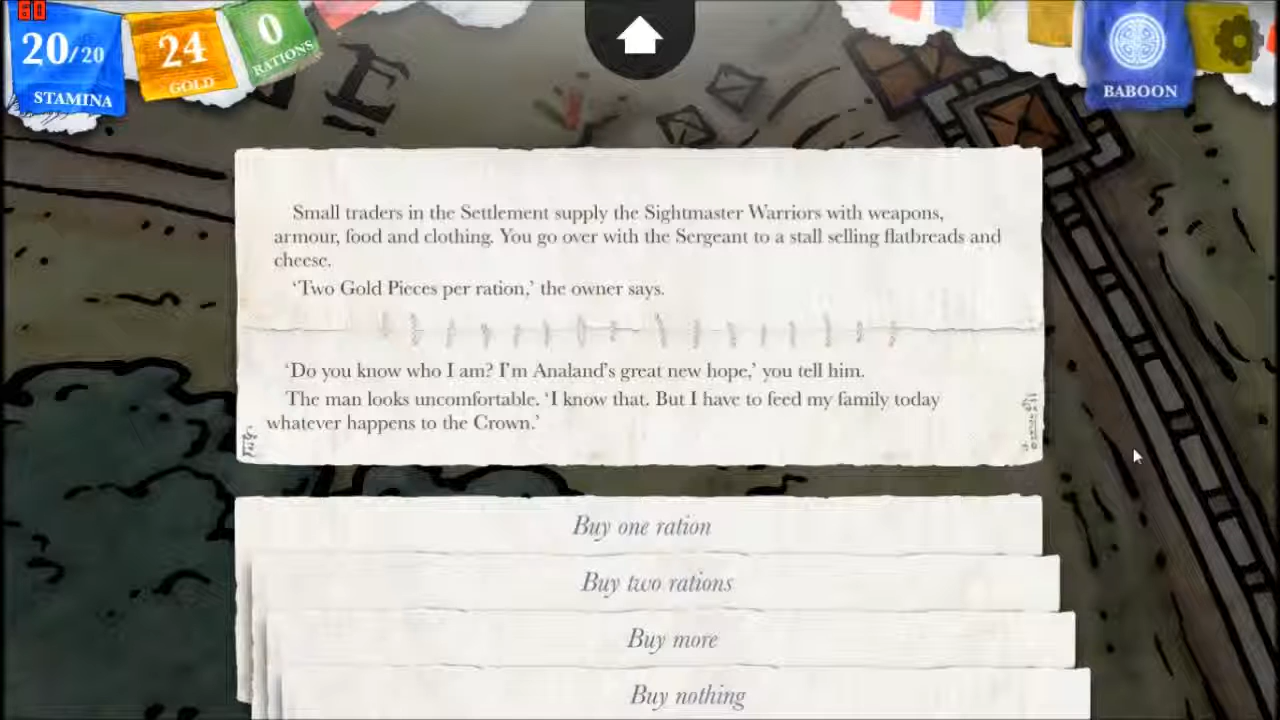 60
20/20
STAMINA
24
GOLD
0
RATIONS
BABOON
Small traders in the Settlement supply the Sightmaster Warriors with weapons,
armour, food and clothing. You go over with the Sergeant to a stall selling flatbreads and
cheese.
‘Two Gold Pieces per ration,’ the owner says.
‘Do you know who I am? I’m Analand’s great new hope,’ you tell him.
The man looks uncomfortable. ‘I know that. But I have to feed my family today
whatever happens to the Crown.’
Buy one ration
Buy two rations
Buy more
Buy nothing